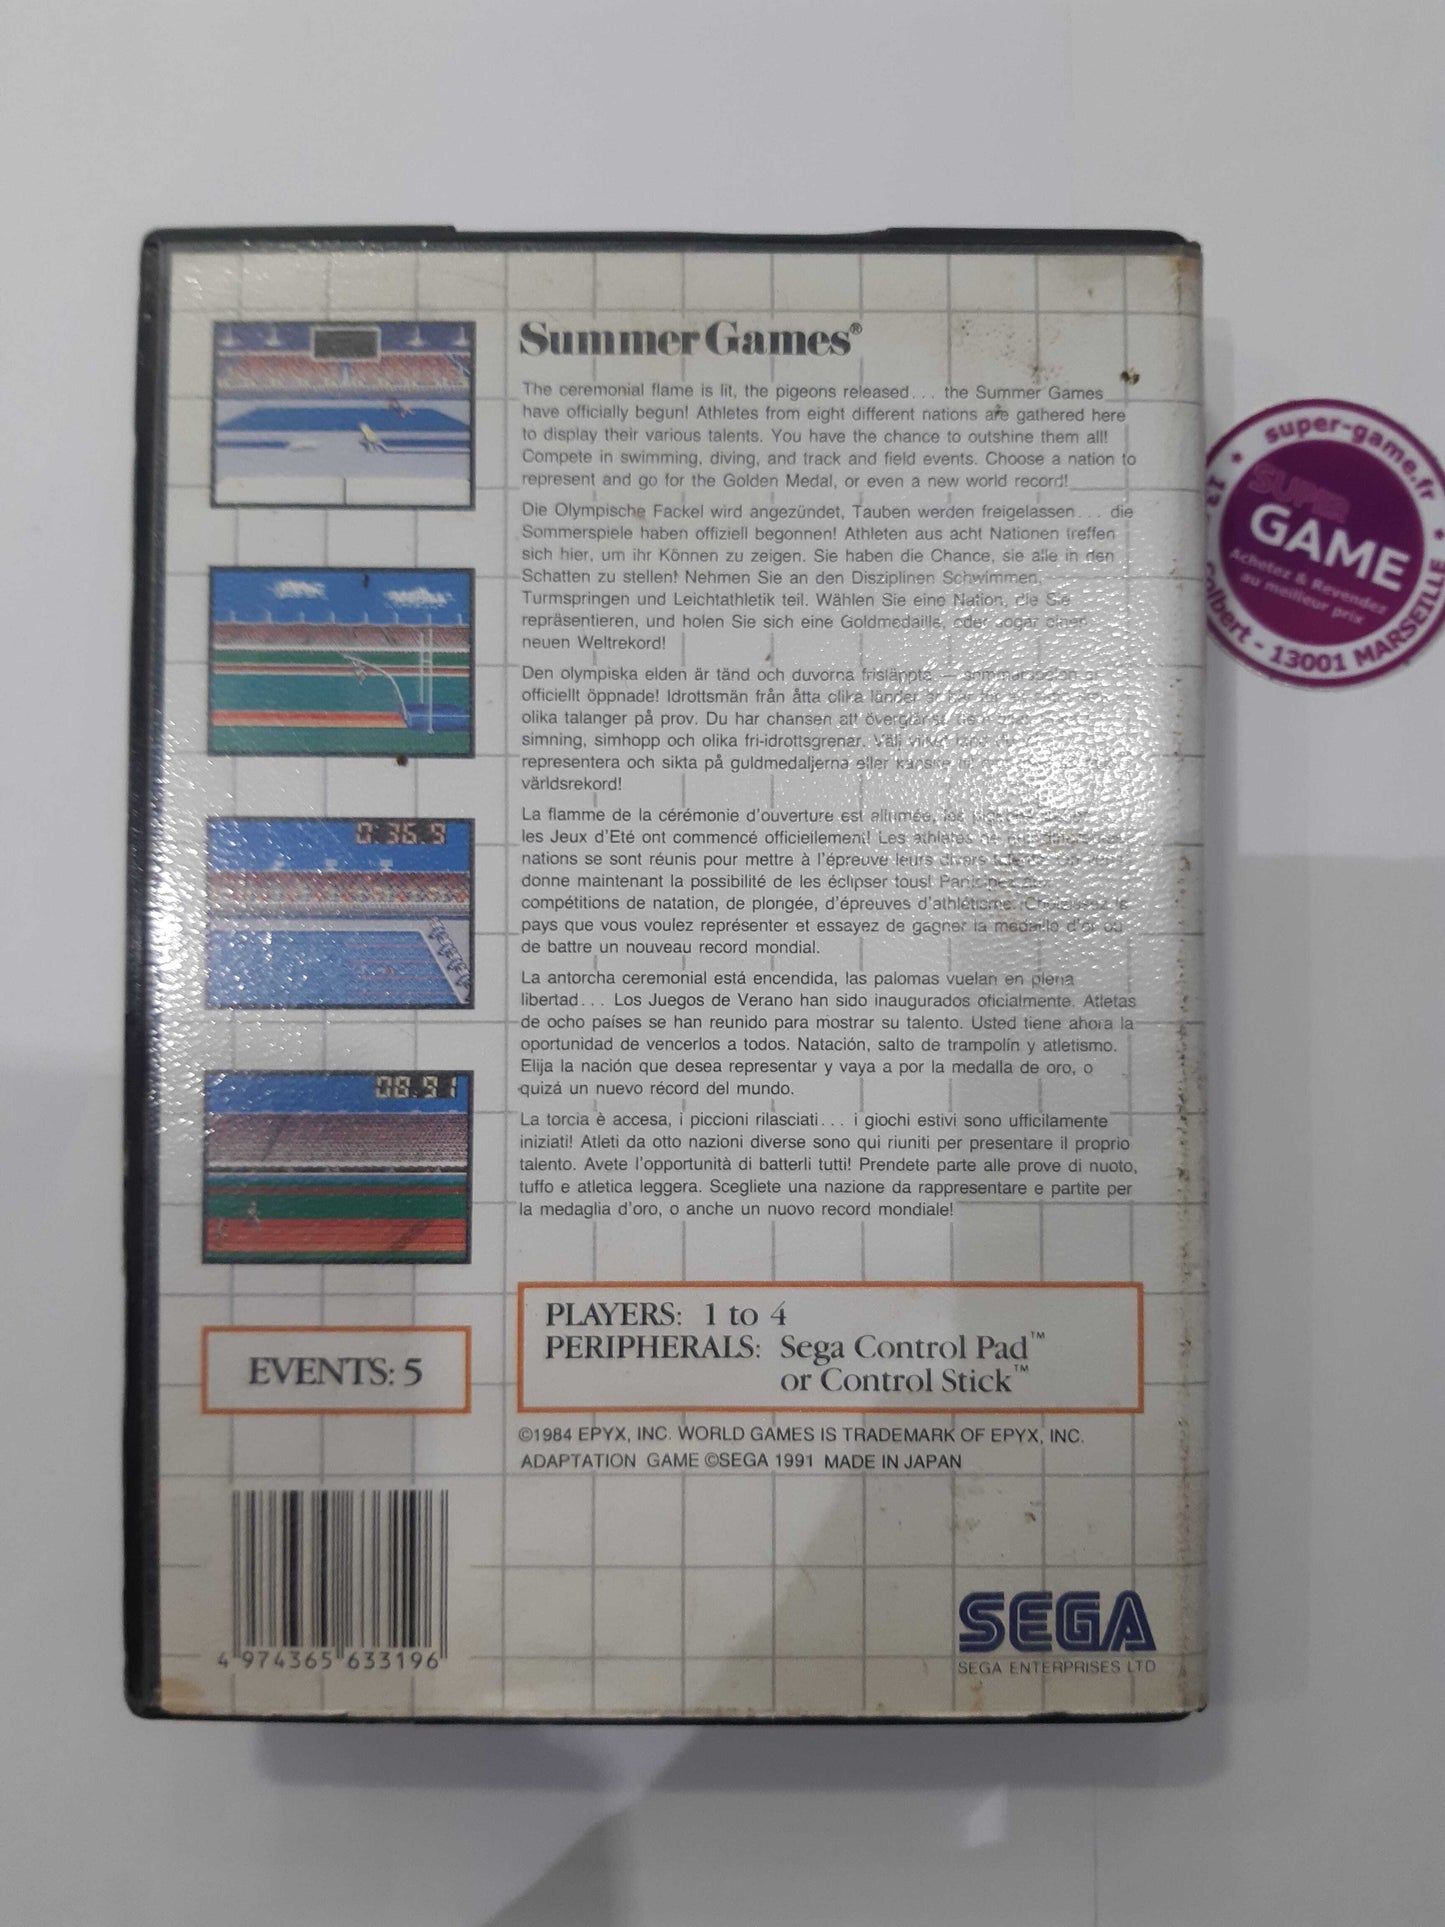 Summer Games®
The ceremonial flame is lit, the pigeons released... the Summer Games
have officially begun! Athletes from eight different nations are gathered here
to display their various talents. You have the chance to outshine them all!
Compete in swimming, diving, and track and field events. Choose a nation to
represent and go for the Golden Medal, or even a new world record!
Die Olympische Fackel wird angezündet, Tauben werden freigelassen... die
Sommerspiele haben offiziell begonnen! Athleten aus acht Nationen treffen
sich hier, um ihr Können zu zeigen. Sie haben die Chance, sie alle in den
Schatten zu stellen! Nehmen Sie an den Disziplinen Schwimmen,
Turmspringen und Leichtathletik teil. Wählen Sie eine Nation, die Sie
repräsentieren, und holen Sie sich eine Goldmedaille, oder sogar einen
neuen Weltrekord!
Den olympiska elden är tänd och duvorna frisläppta —
officiellt öppnade! Idrottsmän från åtta olika länder
olika talanger på prov. Du har chansen att överglänsa
simning, simhopp och olika fri-idrottsgrenar. Välj
representera och sikta på guldmedaljerna eller kanske
världsrekord!
La flamme de la cérémonie d'ouverture est allumée, les
les Jeux d'Eté ont commencé officiellement! Les athlètes
nations se sont réunis pour mettre à l'épreuve leurs divers
donne maintenant la possibilité de les éclipser tous! Participez
compétitions de natation, de plongée, d'épreuves d'athlétisme. Choisissez le
pays que vous voulez représenter et essayez de gagner la médaille d'or ou
de battre un nouveau record mondial.
La antorcha ceremonial está encendida, las palomas vuelan en plena
libertad... Los Juegos de Verano han sido inaugurados oficialmente. Atletas
de ocho países se han reunido para mostrar su talento. Usted tiene ahora la
oportunidad de vencerlos a todos. Natación, salto de trampolín y atletismo.
Elija la nación que desea representar y vaya a por la medalla de oro, o
quizá un nuevo récord del mundo.
La torcia è accesa, i piccioni rilasciati... i giochi estivi sono ufficilamente
iniziati! Atleti da otto nazioni diverse sono qui riuniti per presentare il proprio
talento. Avete l'opportunità di batterli tutti! Prendete parte alle prove di nuoto,
tuffo e atletica leggera. Scegliete una nazione da rappresentare e partite per
la medaglia d'oro, o anche un nuovo record mondiale!
0:36.9
08.91
EVENTS: 5
PLAYERS: 1 to 4
PERIPHERALS: Sega Control Pad™
or Control Stick™
©1984 EPYX, INC. WORLD GAMES IS TRADEMARK OF EPYX, INC.
ADAPTATION GAME ©SEGA 1991 MADE IN JAPAN
4 974365 633196
SEGA
SEGA ENTERPRISES LTD
super-game.fr
SUPER
GAME
Achetez & Revendez
au meilleur prix
Colbert - 13001 MARSEILLE